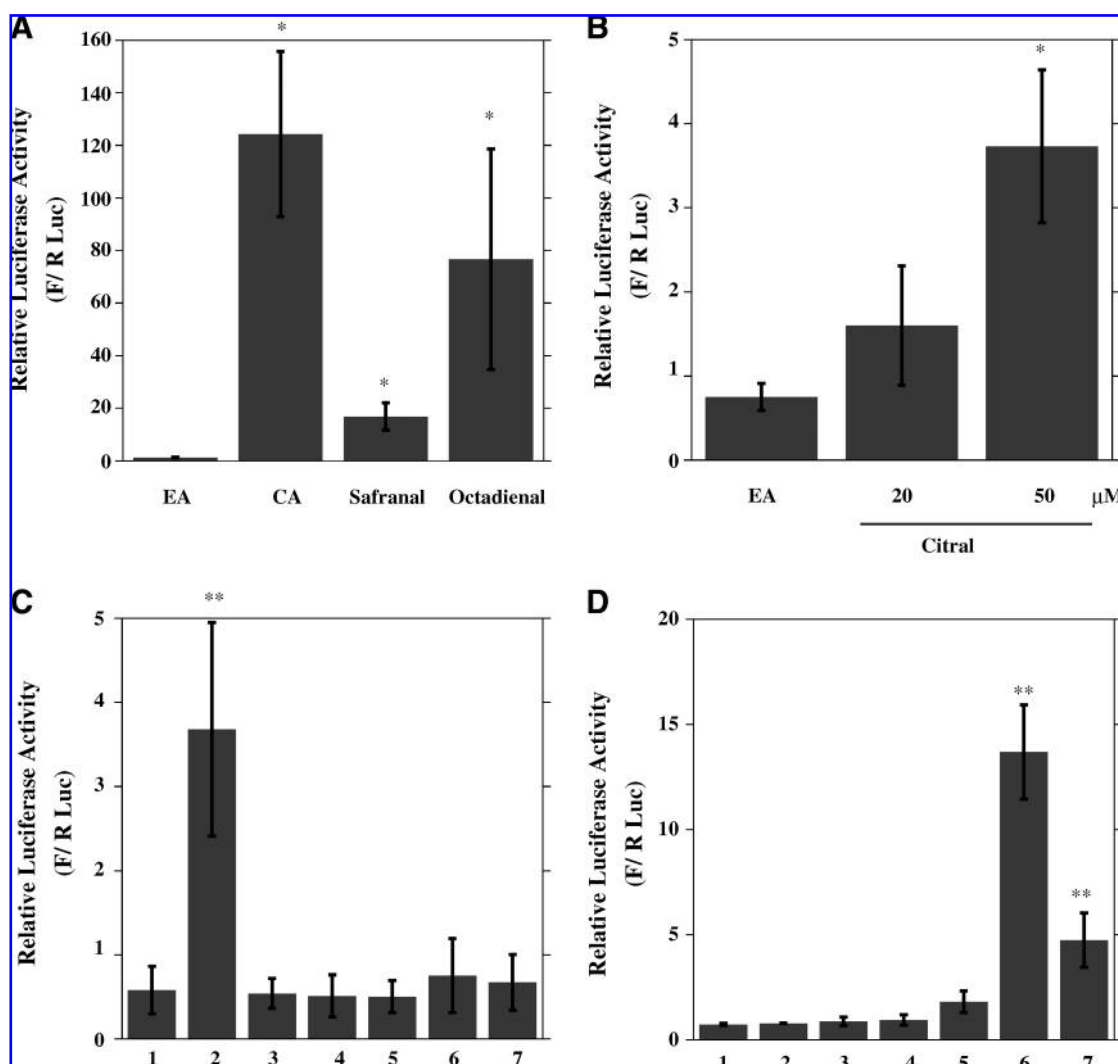 A
Relative Luciferase Activity
(F/ R Luc)
160
140
120
100
80
60
40
20
0
*
*
*
EA CA Safranal Octadienal
B
Relative Luciferase Activity
(F/ R Luc)
5
4
3
2
1
0
*
EA 20 50 μM
Citral
C
Relative Luciferase Activity
(F/ R Luc)
5
4
3
2
1
0
**
1 2 3 4 5 6 7
D
Relative Luciferase Activity
(F/ R Luc)
20
15
10
5
0
**
**
1 2 3 4 5 6 7